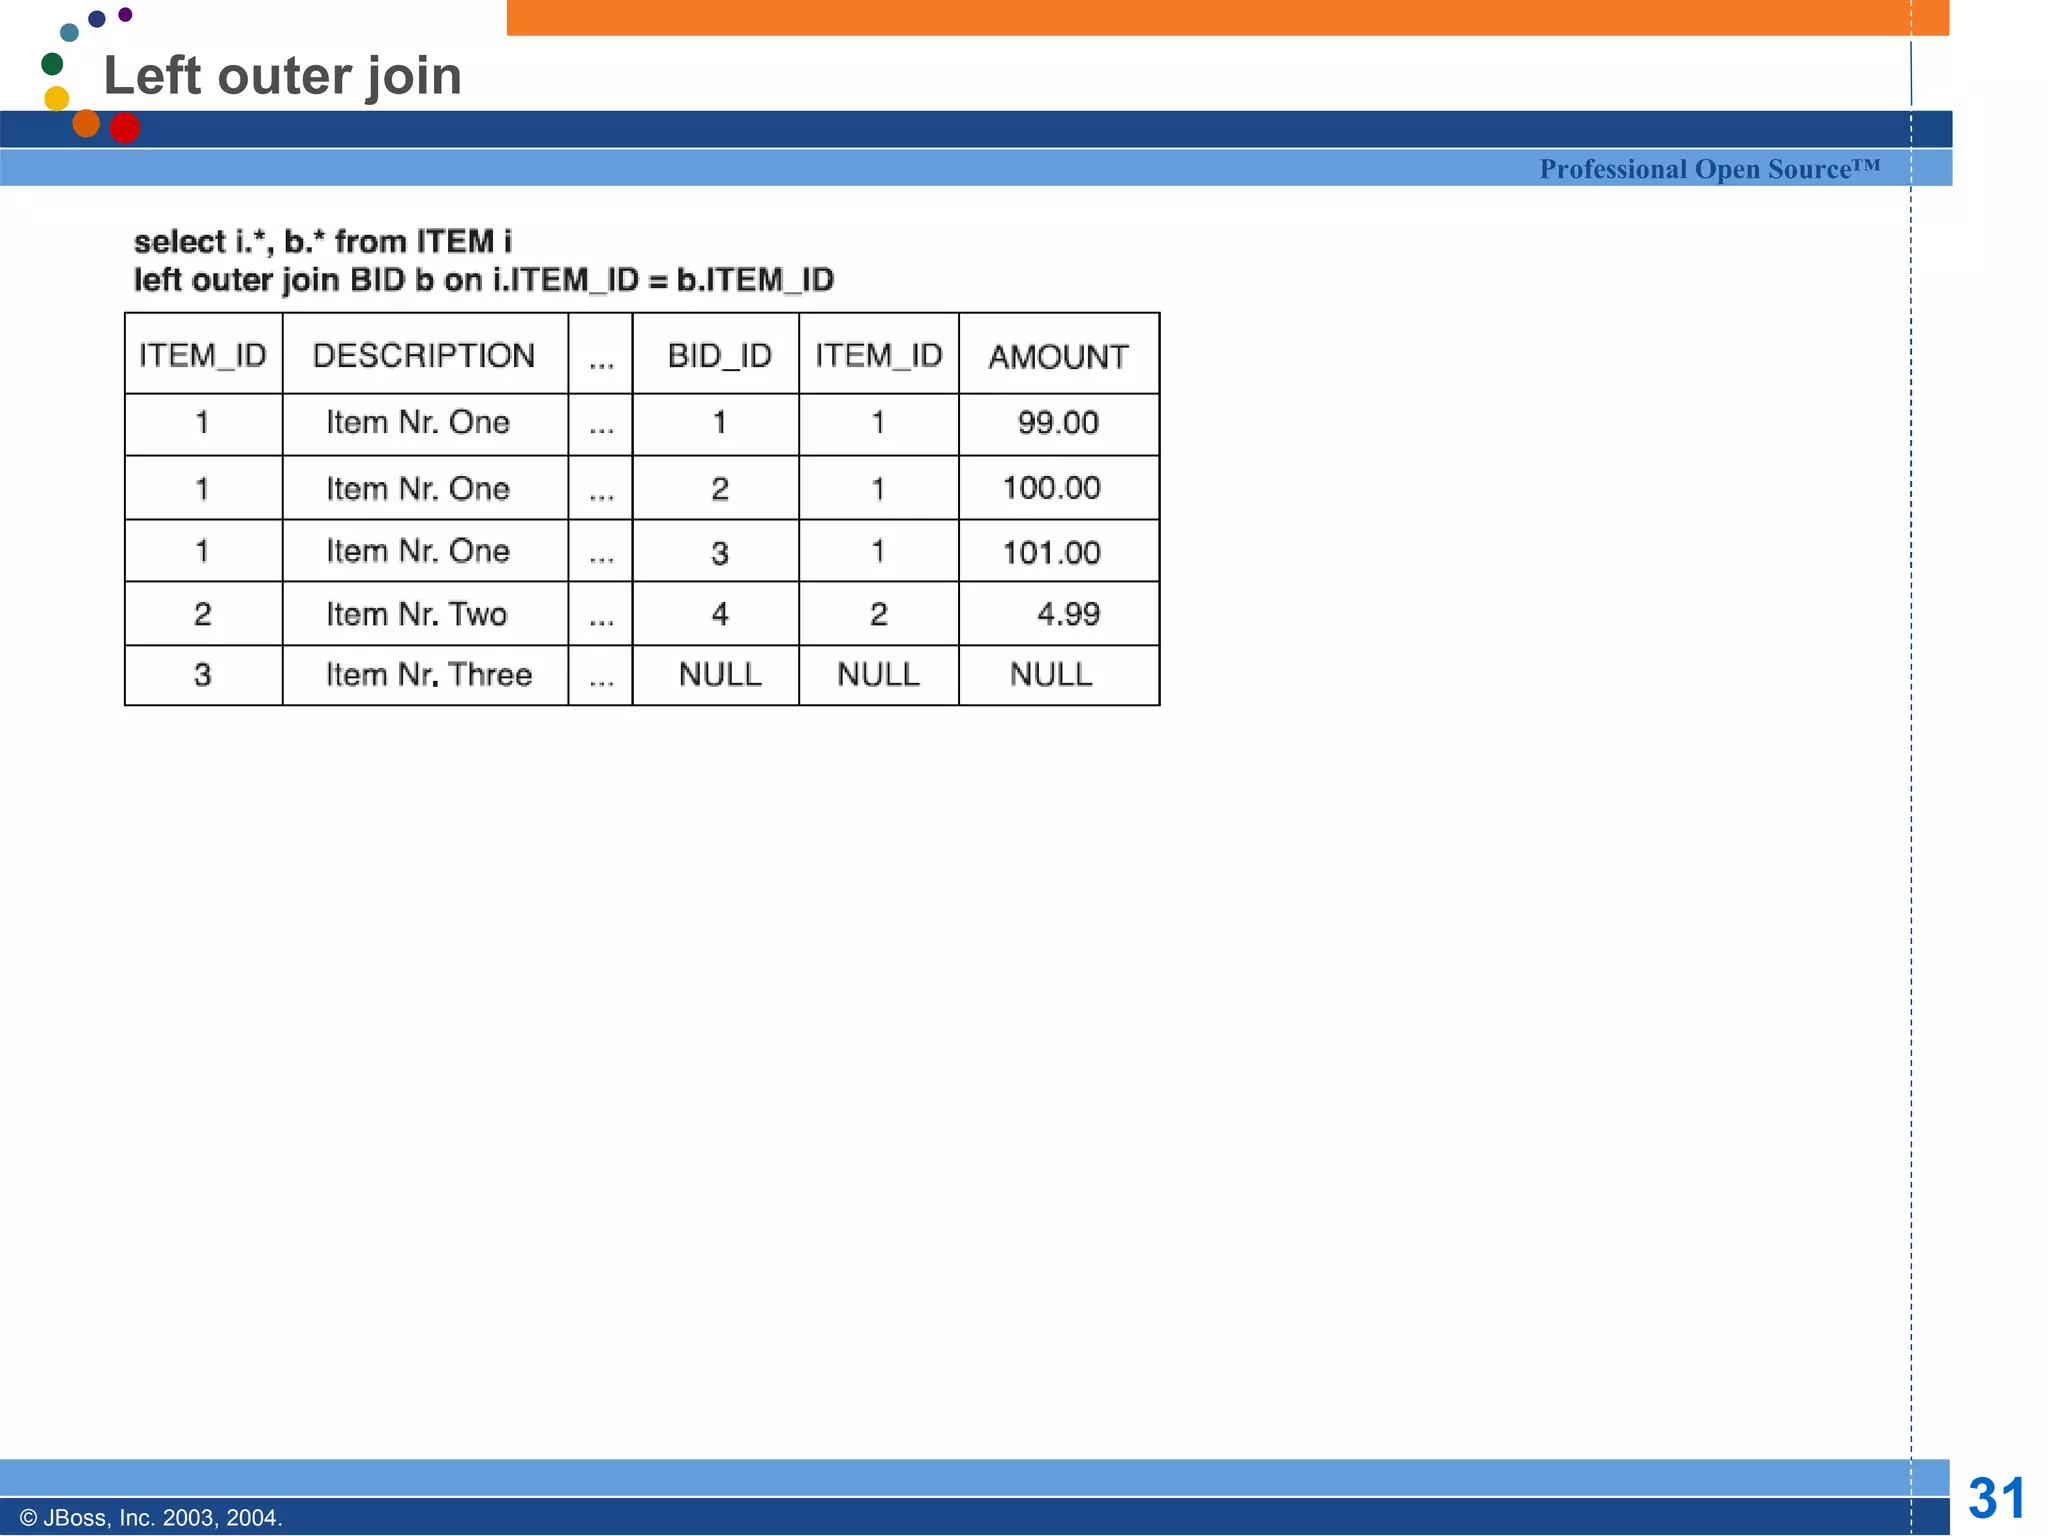 Left outer join
Professional Open Source™
select i.*, b.* from ITEM i
left outer join BID b on i.ITEM_ID = b.ITEM_ID
ITEM_ID DESCRIPTION ... BID_ID ITEM_ID AMOUNT
1 Item Nr. One ... 1 1 99.00
1 Item Nr. One ... 2 1 100.00
1 Item Nr. One ... 3 1 101.00
2 Item Nr. Two ... 4 2 4.99
3 Item Nr. Three ... NULL NULL NULL
© JBoss, Inc. 2003, 2004.
31